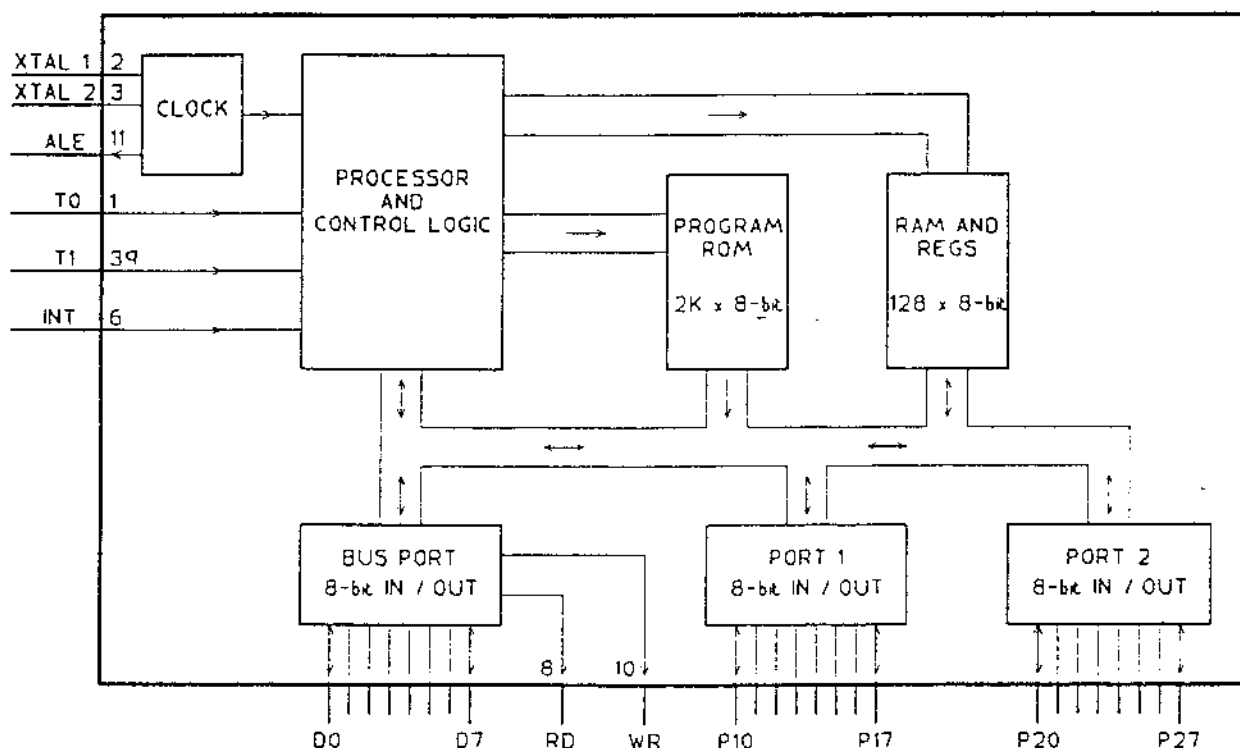 XTAL 1 2
XTAL 2 3
CLOCK
ALE 11
T0 1
T1 39
INT 6
PROCESSOR
AND
CONTROL LOGIC
PROGRAM
ROM
2K x 8-bit
RAM AND
REGS
128 x 8-bit
BUS PORT
8-bit IN / OUT
PORT 1
8-bit IN / OUT
PORT 2
8-bit IN / OUT
8
10
D0
D7
RD
WR
P10
P17
P20
P27